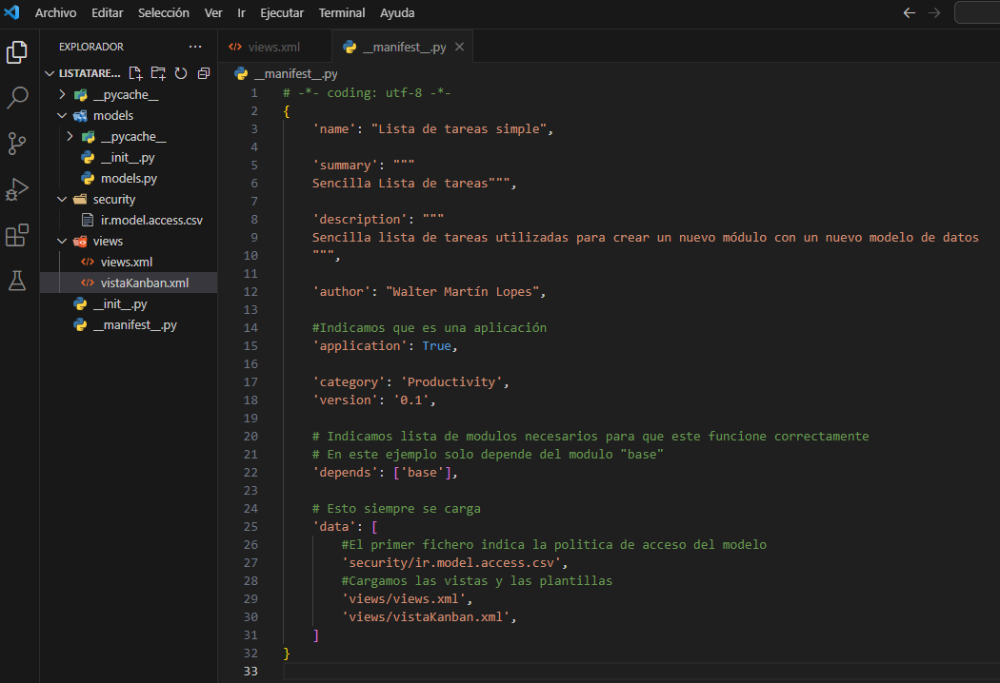 Archivo Editar Selección Ver Ir Ejecutar Terminal Ayuda
EXPLORADOR
LISTATARE...
__pycache__
models
__pycache__
__init__.py
models.py
security
ir.model.access.csv
views
views.xml
vistaKanban.xml
__init__.py
__manifest__.py
views.xml
__manifest__.py
__manifest__.py
1 # -*- coding: utf-8 -*-
2 {
3 'name': "Lista de tareas simple",
4
5 'summary': """
6 Sencilla Lista de tareas""",
7
8 'description': """
9 Sencilla lista de tareas utilizadas para crear un nuevo módulo con un nuevo modelo de datos
10 """,
11
12 'author': "Walter Martín Lopes",
13
14 #Indicamos que es una aplicación
15 'application': True,
16
17 'category': 'Productivity',
18 'version': '0.1',
19
20 # Indicamos lista de modulos necesarios para que este funcione correctamente
21 # En este ejemplo solo depende del modulo "base"
22 'depends': ['base'],
23
24 # Esto siempre se carga
25 'data': [
26 #El primer fichero indica la politica de acceso del modelo
27 'security/ir.model.access.csv',
28 #Cargamos las vistas y las plantillas
29 'views/views.xml',
30 'views/vistaKanban.xml',
31 ]
32 }
33